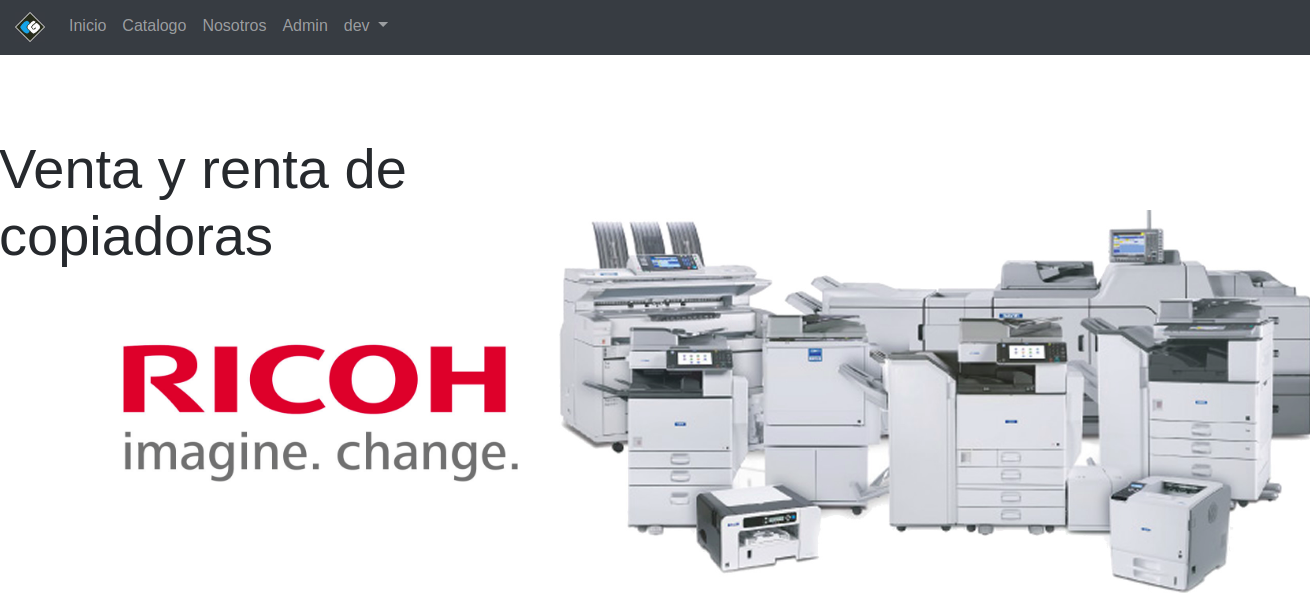 Inicio Catalogo Nosotros Admin dev
Venta y renta de
copiadoras
RICOH
imagine. change.